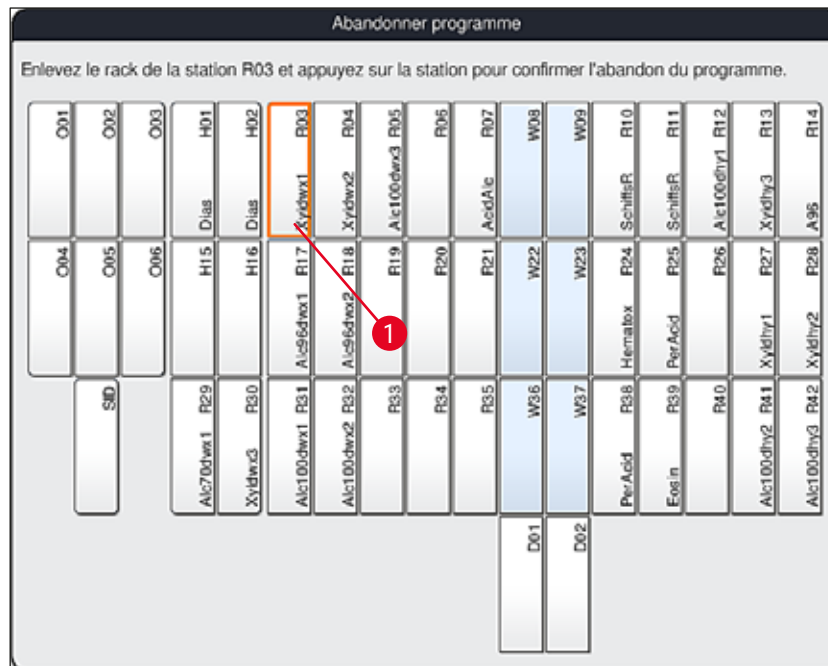 Abandonner programme
Enlevez le rack de la station R03 et appuyez sur la station pour confirmer l'abandon du programme.
O01
O02
O03
Dias H01
Dias H02
Xyldwx1 R03
Xyldwx2 R04
Alc100dwx3 R05
R06
AcidAlc R07
W08
W09
SchiffsR R10
SchiffsR R11
Alc100dhy1 R12
Xyldhy3 R13
A96 R14
O04
O05
O06
H15
H16
Alc96dwx1 R17
Alc96dwx2 R18
R19
R20
R21
W22
W23
Hematox R24
PerAcid R25
R26
Xyldhy1 R27
Xyldhy2 R28
1
SID
Alc70dwx1 R29
Xyldwx3 R30
Alc100dwx1 R31
Alc100dwx2 R32
R33
R34
R35
W36
W37
PerAcid R38
Eosin R39
R40
Alc100dhy2 R41
Alc100dhy3 R42
D01
D02